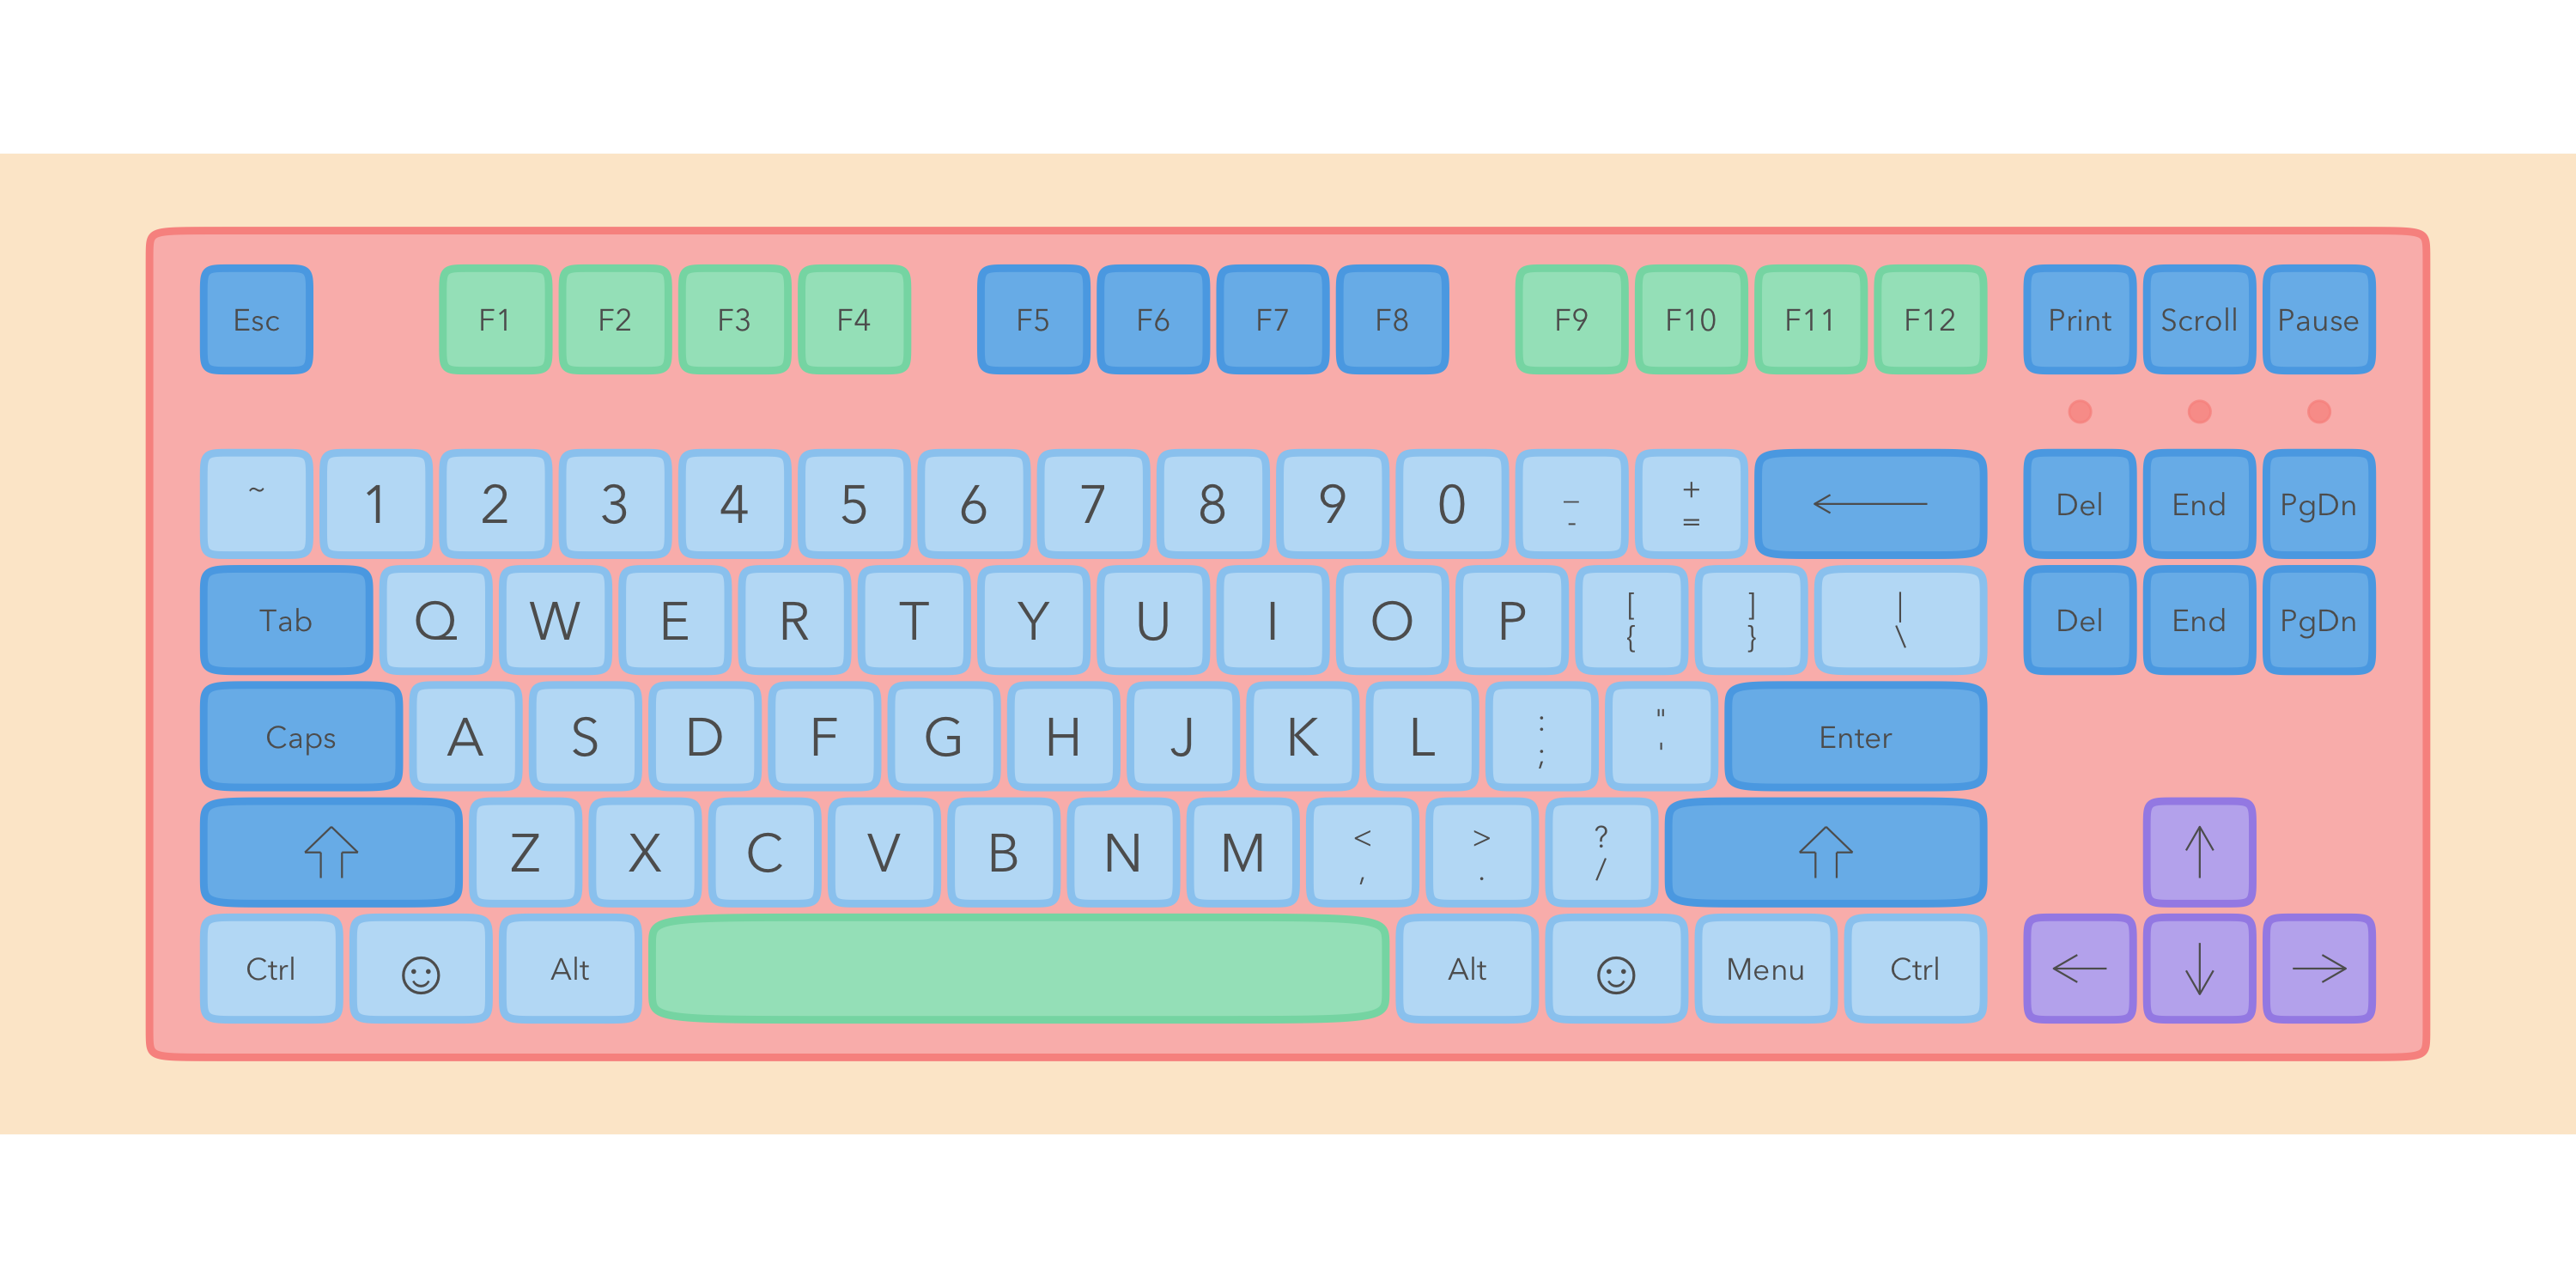 Esc F1 F2 F3 F4 F5 F6 F7 F8 F9 F10 F11 F12 Print Scroll Pause
~ 1 2 3 4 5 6 7 8 9 0 _ - + = ← Del End PgDn
Tab Q W E R T Y U I O P [ { ] } | \ Del End PgDn
Caps A S D F G H J K L : ; " ' Enter
⇧ Z X C V B N M < , > . ? / ⇧ ↑
Ctrl ☺ Alt Alt ☺ Menu Ctrl ← ↓ →